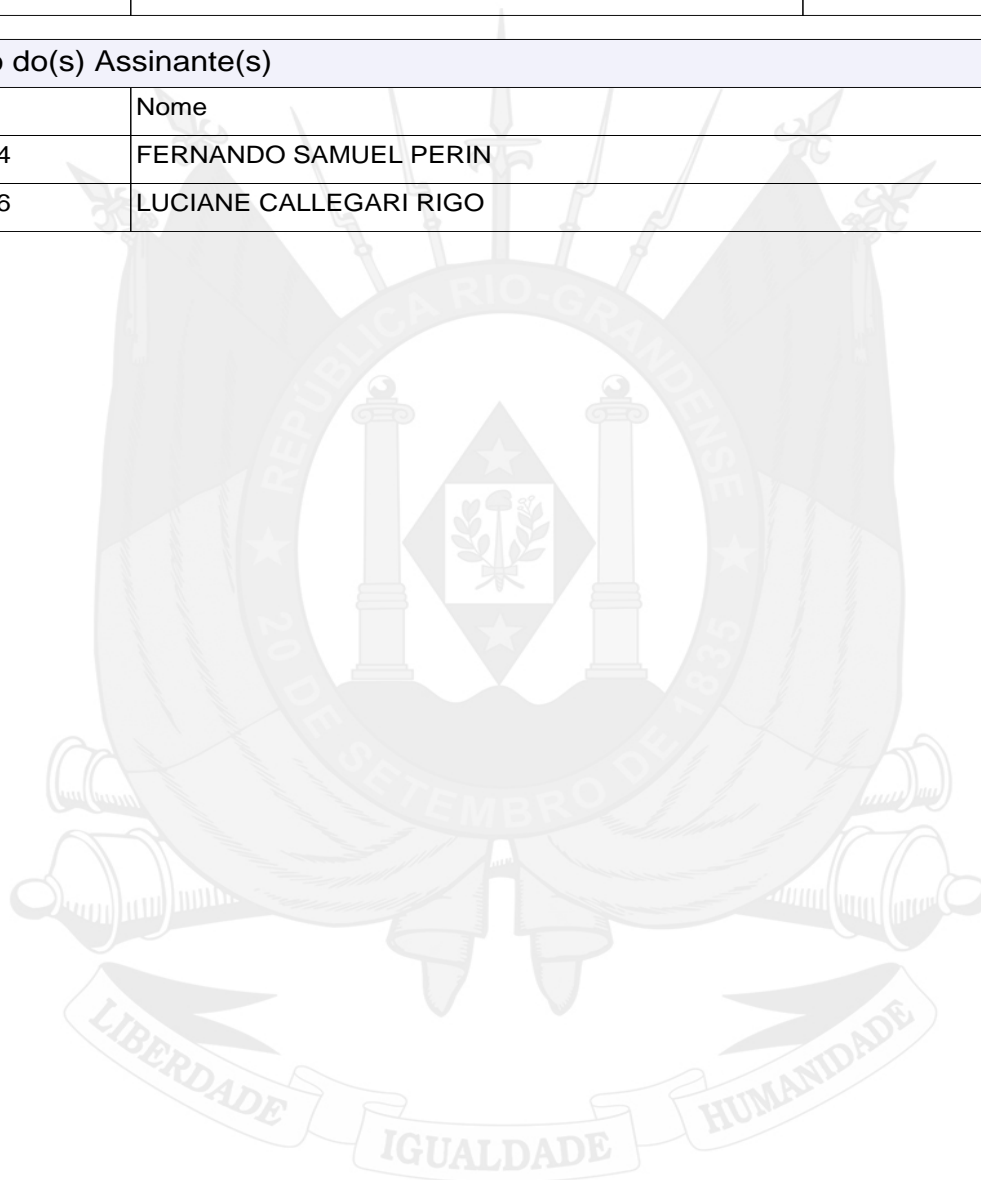 o do(s) Assinante(s)
Nome
4 FERNANDO SAMUEL PERIN
6 LUCIANE CALLEGARI RIGO
REPÚBLICA RIO-GRANDENSE
★ 20 DE SETEMBRO DE 1835 ★
LIBERDADE
IGUALDADE
HUMANIDADE